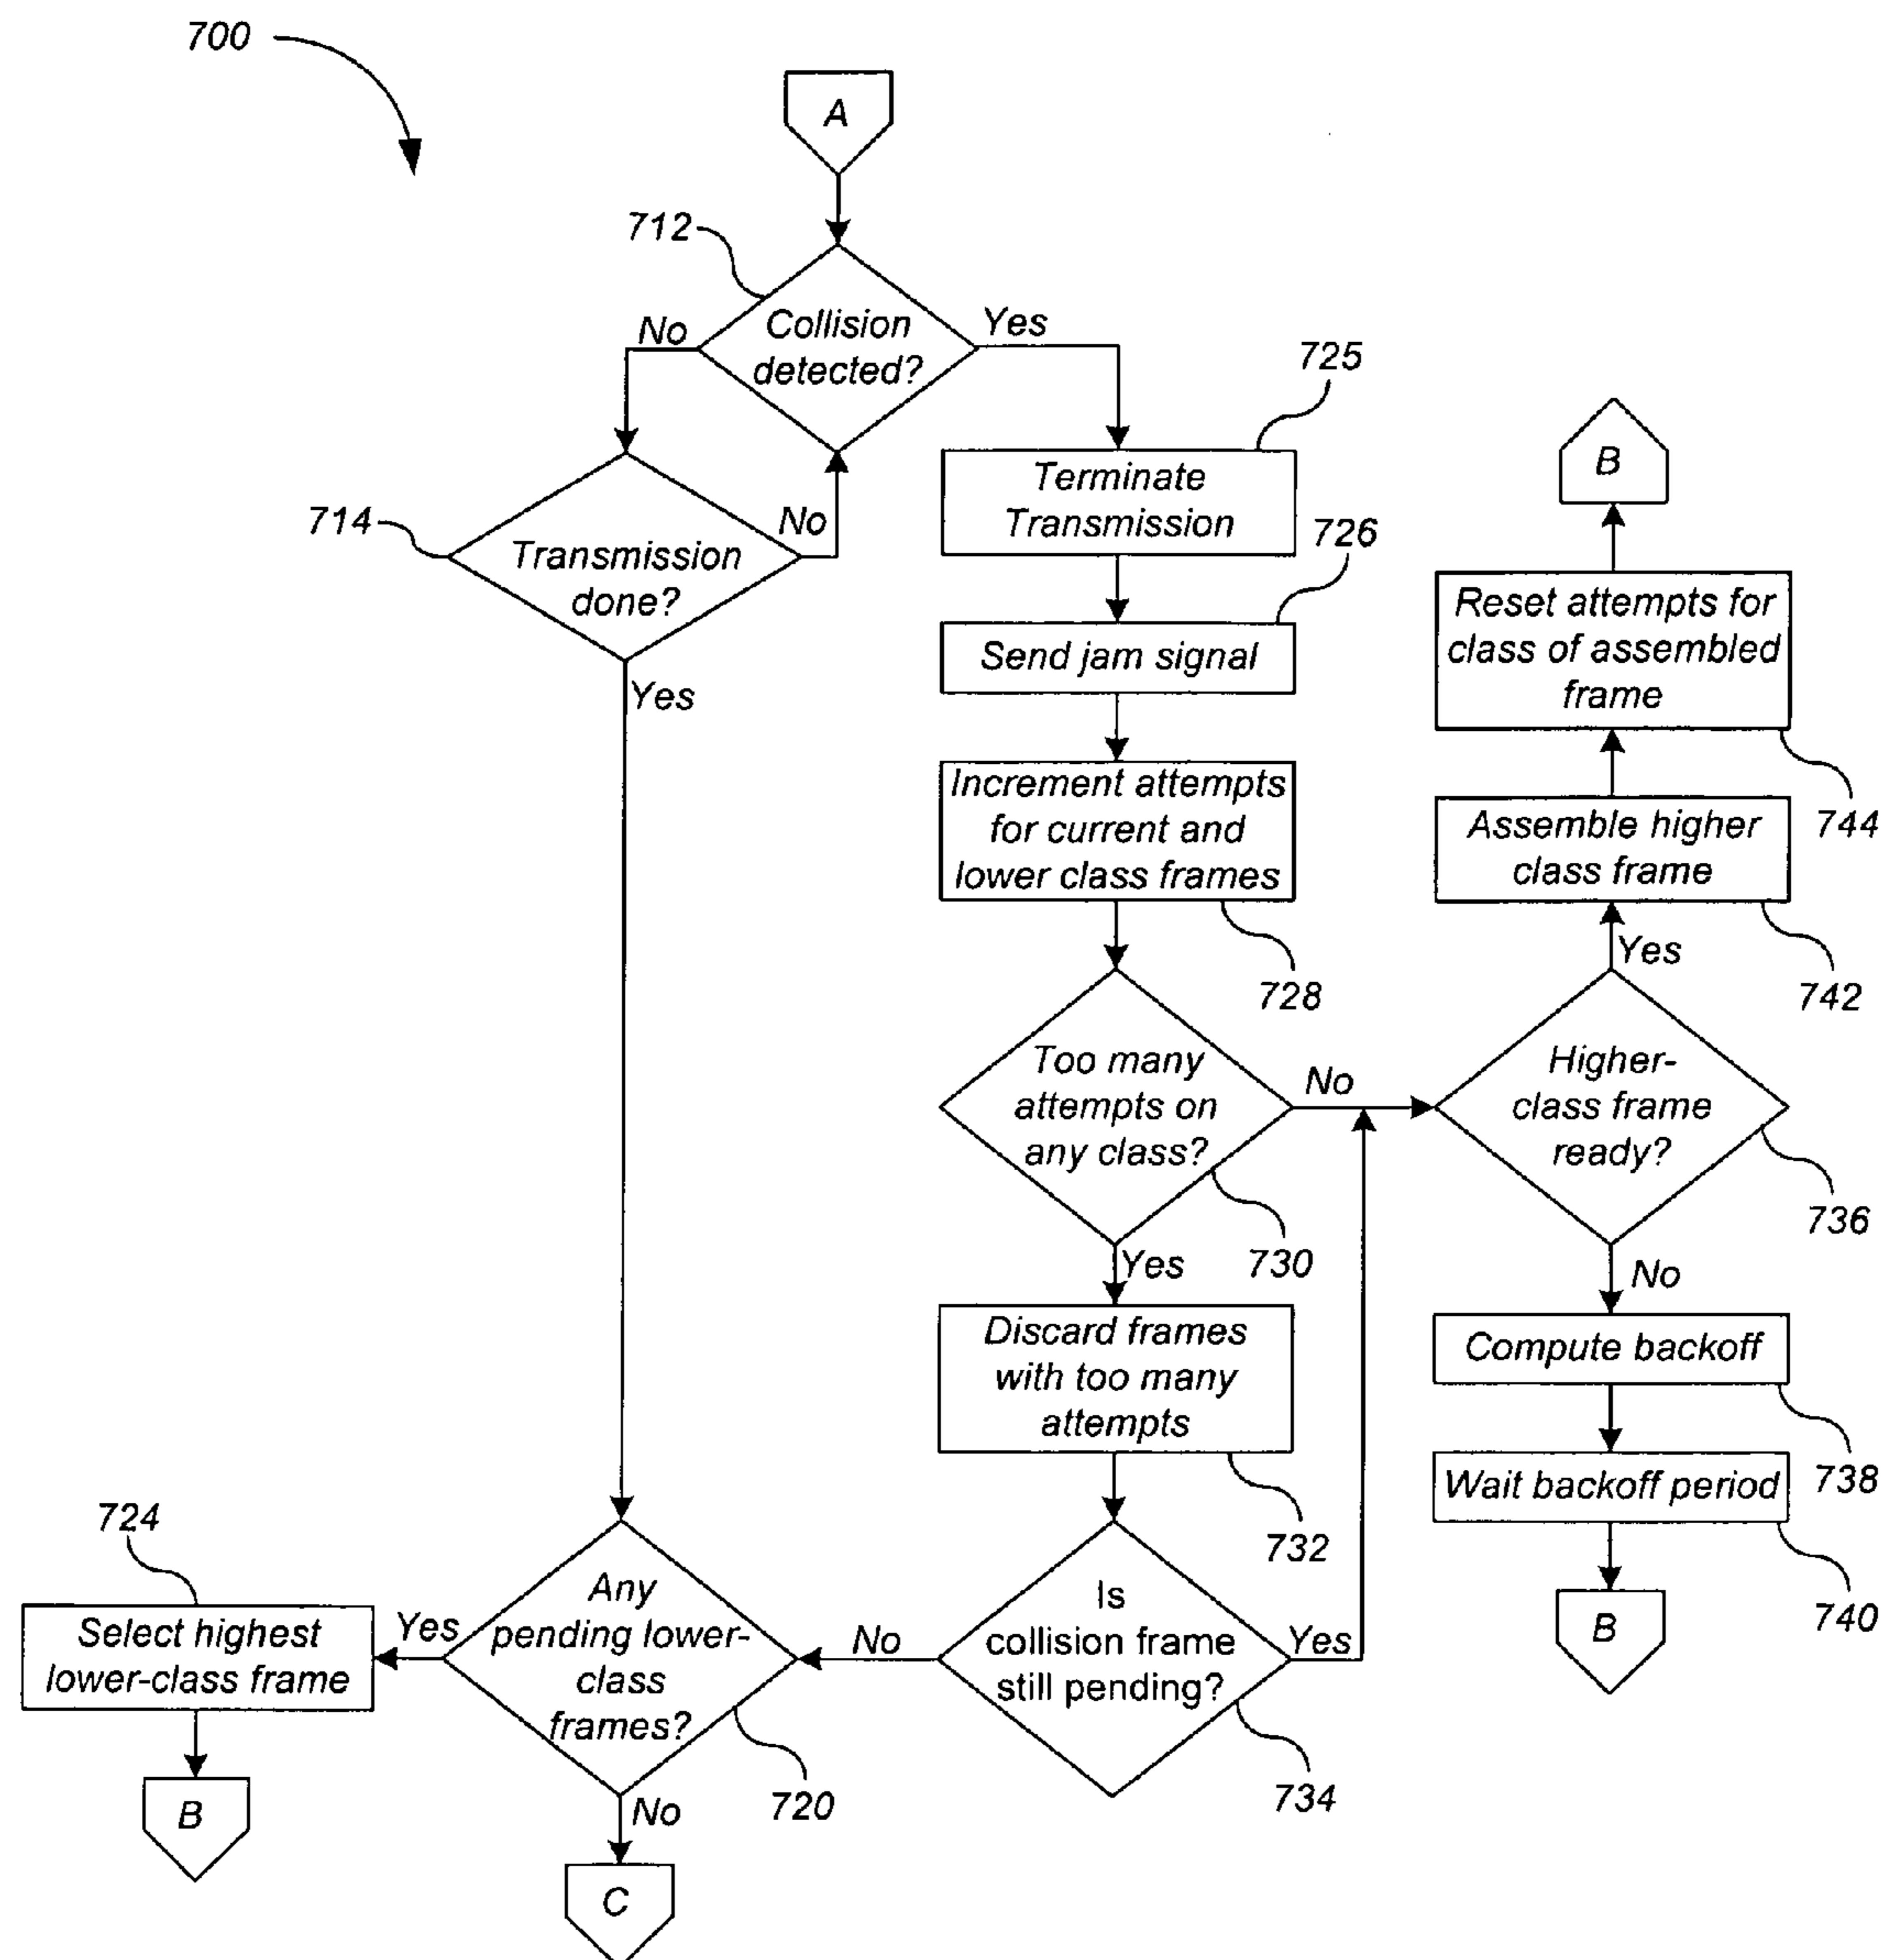 700
A
712
No
Collision
detected?
Yes
725
Terminate
Transmission
714
Transmission
done?
No
Yes
726
Send jam signal
Increment attempts
for current and
lower class frames
728
Too many
attempts on
any class?
No
730
Yes
Discard frames
with too many
attempts
732
Is
collision frame
still pending?
Yes
No
734
Any
pending lower-
class
frames?
720
Yes
No
724
Select highest
lower-class frame
B
C
B
Reset attempts for
class of assembled
frame
744
Assemble higher
class frame
742
Yes
Higher-
class frame
ready?
736
No
Compute backoff
738
Wait backoff period
740
B